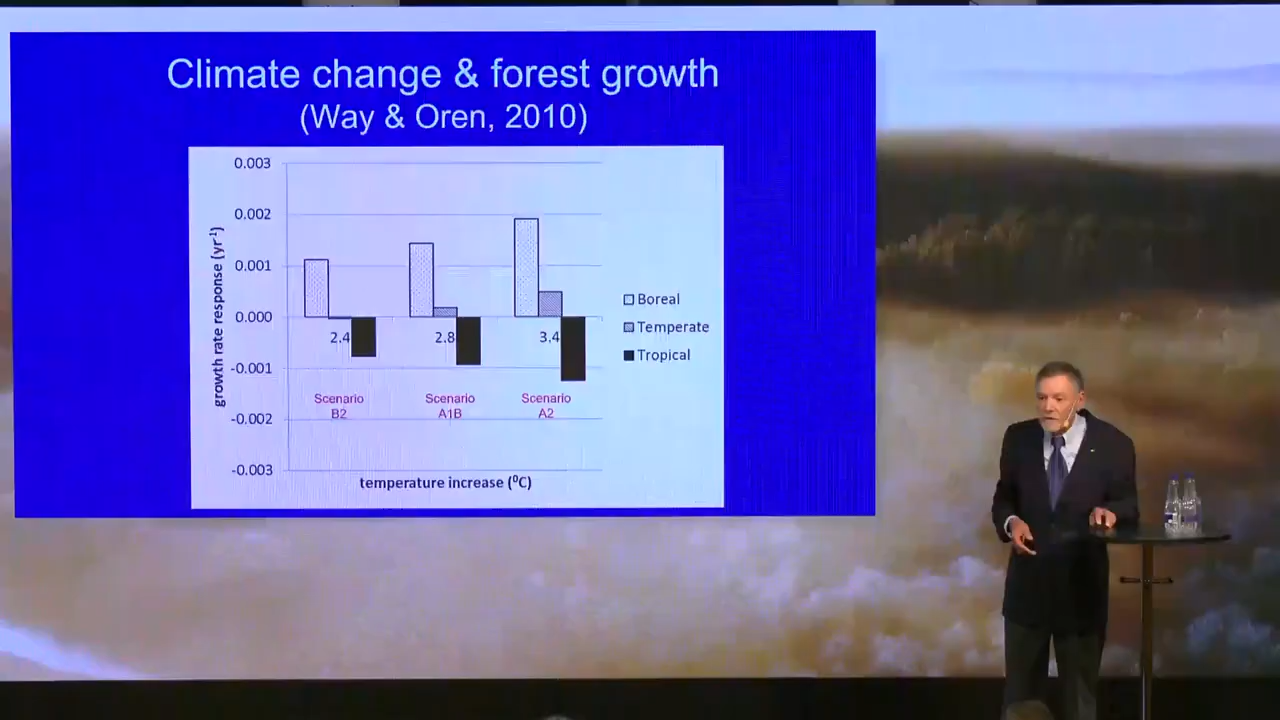 Climate change & forest growth
(Way & Oren, 2010)
0.003
0.002
0.001
0.000
-0.001
-0.002
-0.003
growth rate response (yr⁻¹)
2.4
2.8
3.4
Scenario
B2
Scenario
A1B
Scenario
A2
temperature increase (⁰C)
Boreal
Temperate
Tropical